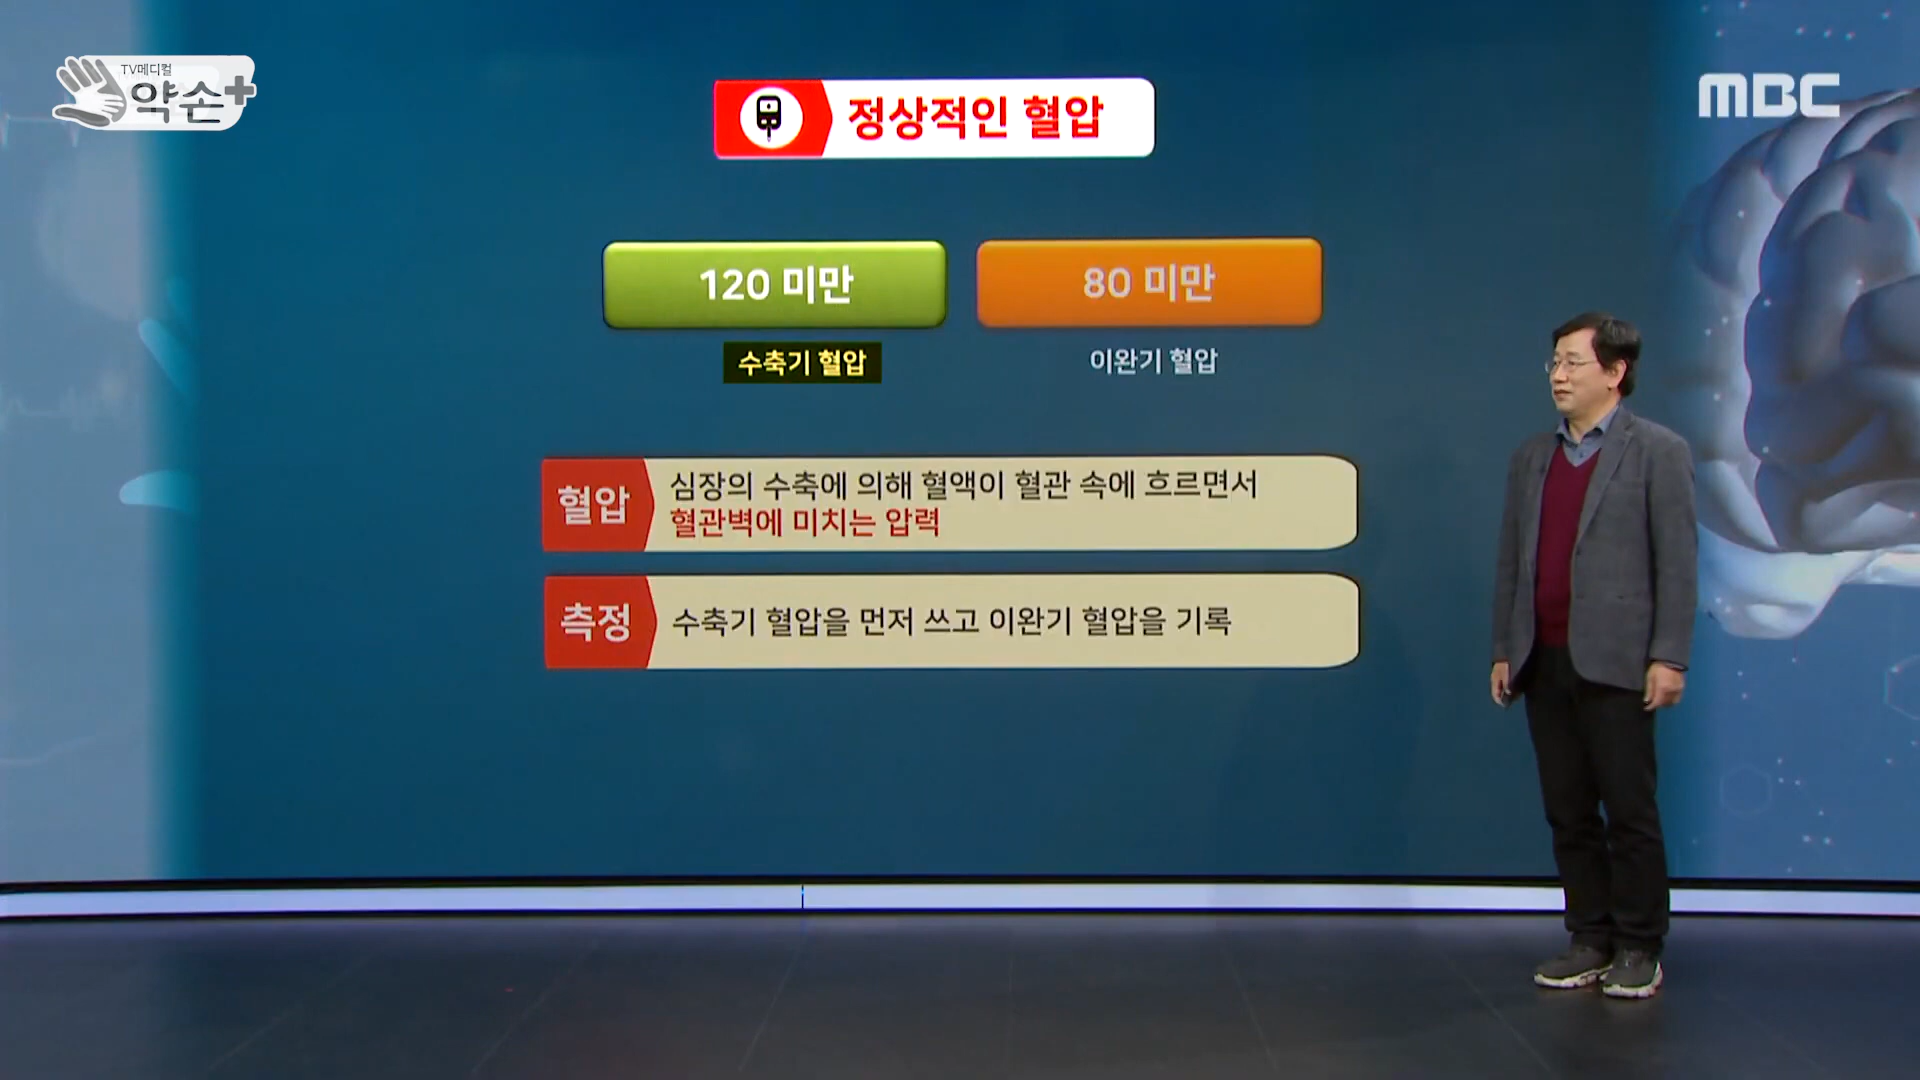 TV메디컬
약손+
MBC
정상적인 혈압
120 미만
80 미만
수축기 혈압
이완기 혈압
혈압
심장의 수축에 의해 혈액이 혈관 속에 흐르면서
혈관벽에 미치는 압력
측정
수축기 혈압을 먼저 쓰고 이완기 혈압을 기록